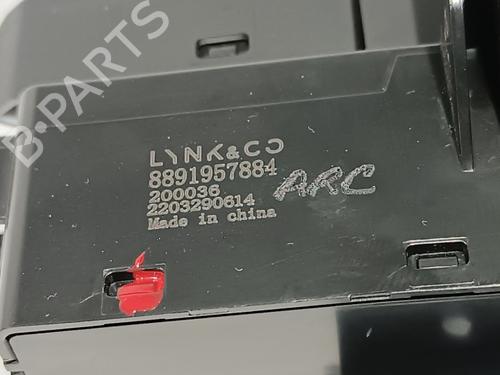 B-PARTS
LYNK&CO
8891957884
200036
2203290614
Made in china
ARC